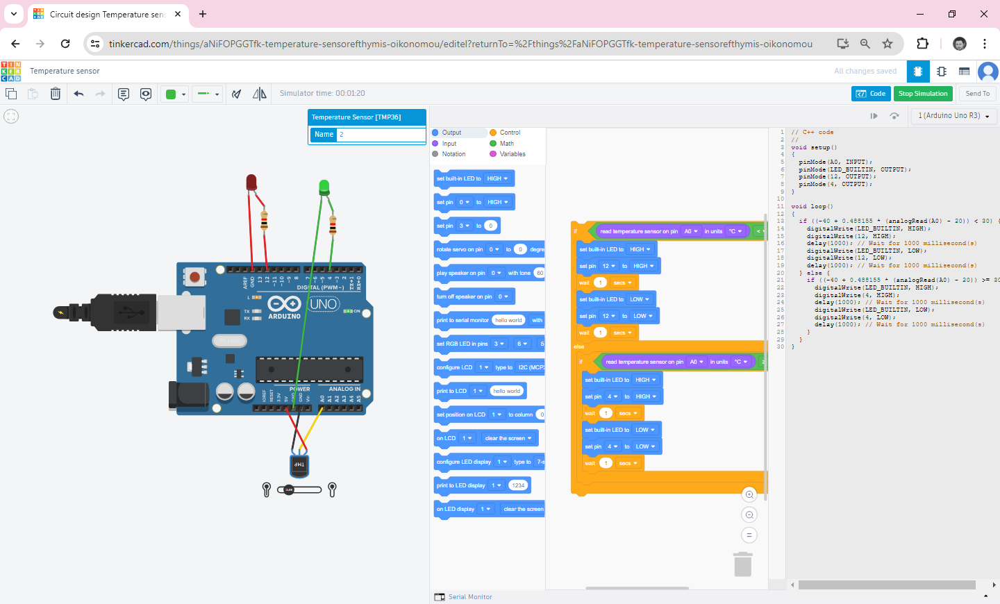 Circuit design Temperature sen
tinkercad.com/things/aNiFOPGGTfk-temperature-sensorefthymis-oikonomou/editel?returnTo=%2Fthings%2FaNiFOPGGTfk-temperature-sensorefthymis-oikonomou
TIN
KER
CAD
Temperature sensor
All changes saved
Simulator time: 00:01:20
Code
Stop Simulation
Send To
Temperature Sensor [TMP36]
Name 2
1 (Arduino Uno R3)
Output
Control
Input
Math
Notation
Variables
set built-in LED to HIGH
set pin 0 to HIGH
set pin 3 to 0
rotate servo on pin 0 to 0 degre
play speaker on pin 0 with tone 60
turn off speaker on pin 0
print to serial monitor hello world with
set RGB LED in pins 3 6 5
configure LCD 1 type to I2C (MCP
print to LCD 1 hello world
set position on LCD 1 to column 0
on LCD 1 clear the screen
configure LED display 1 type to 7-s
print to LED display 1 1234
on LED display 1 clear the screen
if read temperature sensor on pin A0 in units °C <
set built-in LED to HIGH
set pin 12 to HIGH
wait 1 secs
set built-in LED to LOW
set pin 12 to LOW
wait 1 secs
else
if read temperature sensor on pin A0 in units °C ≥
set built-in LED to HIGH
set pin 4 to HIGH
wait 1 secs
set built-in LED to LOW
set pin 4 to LOW
wait 1 secs
1 // C++ code
2 //
3 void setup()
4 {
5 pinMode(A0, INPUT);
6 pinMode(LED_BUILTIN, OUTPUT);
7 pinMode(12, OUTPUT);
8 pinMode(4, OUTPUT);
9 }
10
11 void loop()
12 {
13 if ((-40 + 0.488155 * (analogRead(A0) - 20)) < 30) {
14 digitalWrite(LED_BUILTIN, HIGH);
15 digitalWrite(12, HIGH);
16 delay(1000); // Wait for 1000 millisecond(s)
17 digitalWrite(LED_BUILTIN, LOW);
18 digitalWrite(12, LOW);
19 delay(1000); // Wait for 1000 millisecond(s)
20 } else {
21 if ((-40 + 0.488155 * (analogRead(A0) - 20)) >= 30
22 digitalWrite(LED_BUILTIN, HIGH);
23 digitalWrite(4, HIGH);
24 delay(1000); // Wait for 1000 millisecond(s)
25 digitalWrite(LED_BUILTIN, LOW);
26 digitalWrite(4, LOW);
27 delay(1000); // Wait for 1000 millisecond(s)
28 }
29 }
30 }
AREF
GND
13
12
~11
~10
~9
8
7
~6
~5
4
~3
2
TX→1
RX←0
DIGITAL (PWM~)
L
TX
RX
ARDUINO
UNO
ON
POWER
ANALOG IN
IOREF
RESET
3.3V
5V
GND
GND
Vin
A0
A1
A2
A3
A4
A5
TMP
Serial Monitor